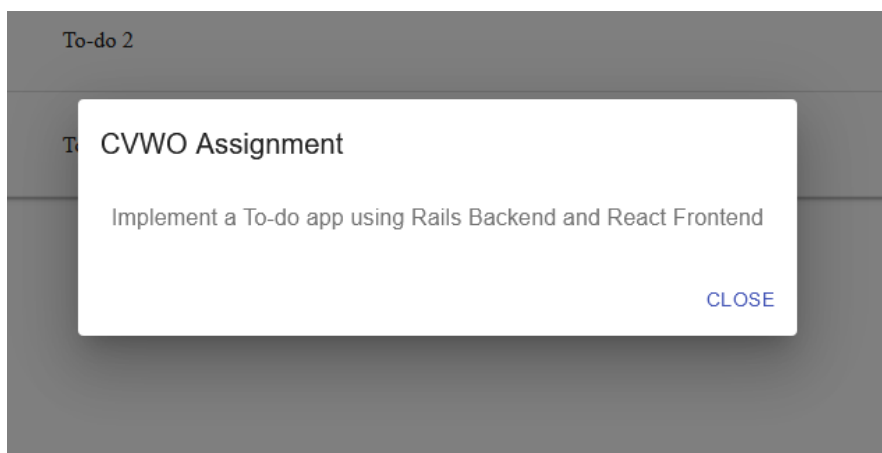 To-do 2
CVWO Assignment
Implement a To-do app using Rails Backend and React Frontend
CLOSE